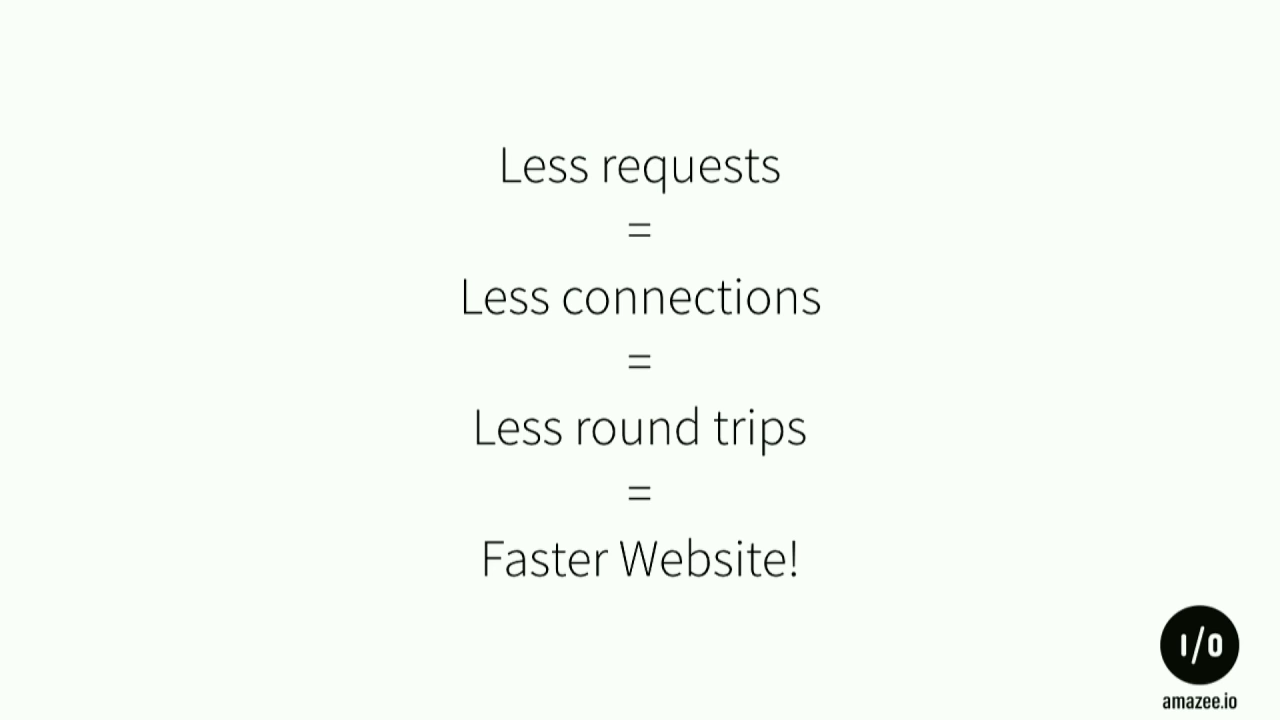 Less requests
=
Less connections
=
Less round trips
=
Faster Website!
I/O
amazee.io